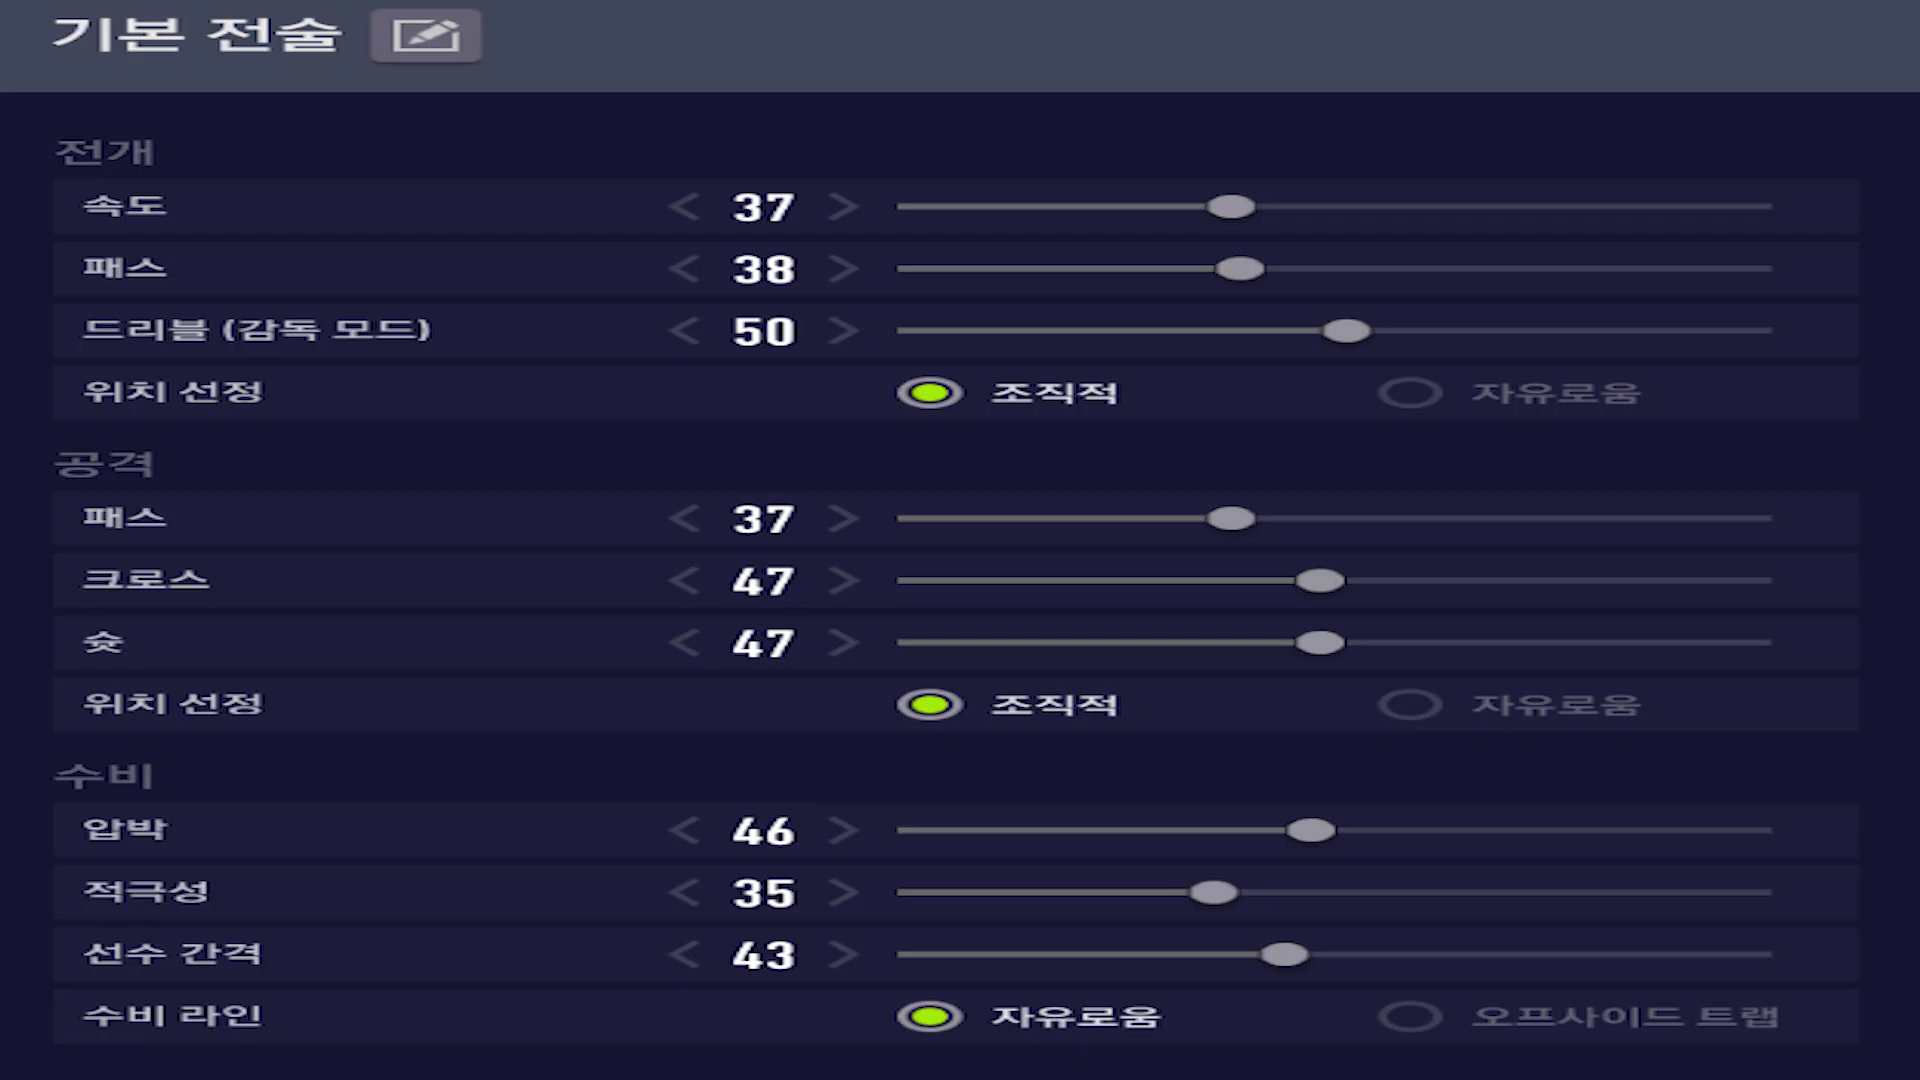 기본 전술
전개
속도 < 37 >
패스 < 38 >
드리블 (감독 모드) < 50 >
위치 선정 조직적 자유로움
공격
패스 < 37 >
크로스 < 47 >
슛 < 47 >
위치 선정 조직적 자유로움
수비
압박 < 46 >
적극성 < 35 >
선수 간격 < 43 >
수비 라인 자유로움 오프사이드 트랩